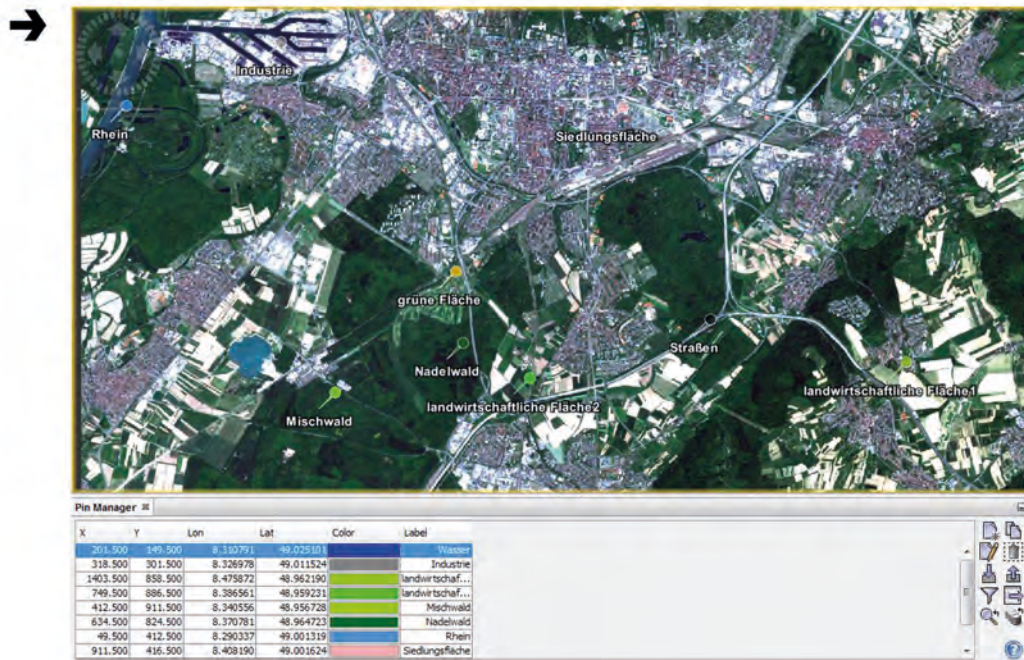 Industrie
Rhein
Siedlungsfläche
grüne Fläche
Straßen
Nadelwald
landwirtschaftliche Fläche1
landwirtschaftliche Fläche2
Mischwald
Pin Manager
X Y Lon Lat Color Label
201.500 149.500 8.310791 49.025101 Wasser
318.500 301.500 8.326978 49.011524 Industrie
1403.500 858.500 8.475872 48.962190 landwirtschaf...
749.500 886.500 8.386561 48.959231 landwirtschaf...
412.500 911.500 8.340556 48.956728 Mischwald
634.500 824.500 8.370781 48.964723 Nadelwald
49.500 412.500 8.290337 49.001319 Rhein
911.500 416.500 8.408190 49.001624 Siedlungsfläche